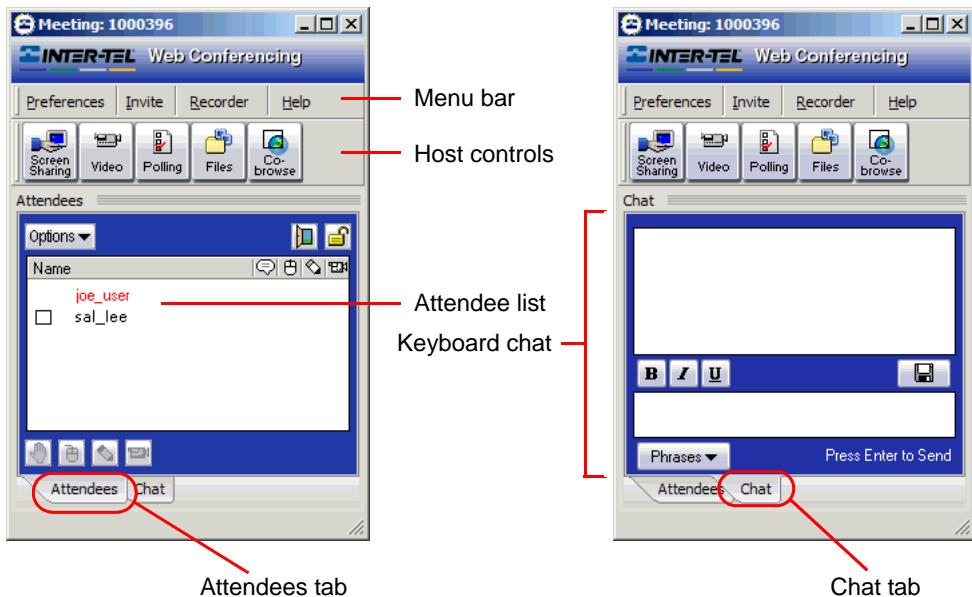 Meeting: 1000396
INTER-TEL Web Conferencing
Preferences Invite Recorder Help
Screen Sharing Video Polling Files Co-browse
Attendees
Options
Name
joe_user
sal_lee
Attendees Chat
Menu bar
Host controls
Attendee list
Keyboard chat
Attendees tab
Meeting: 1000396
INTER-TEL Web Conferencing
Preferences Invite Recorder Help
Screen Sharing Video Polling Files Co-browse
Chat
B I U
Phrases Press Enter to Send
Attendees Chat
Chat tab